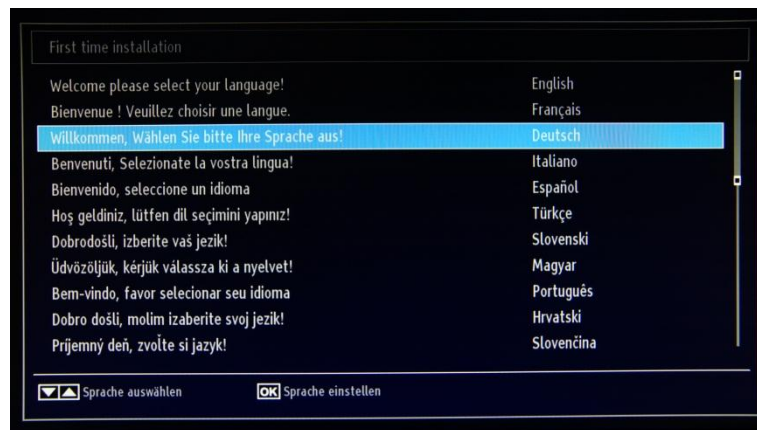 First time installation
Welcome please select your language! English
Bienvenue ! Veuillez choisir une langue. Français
Willkommen, Wählen Sie bitte Ihre Sprache aus! Deutsch
Benvenuti, Selezionate la vostra lingua! Italiano
Bienvenido, seleccione un idioma Español
Hoş geldiniz, lütfen dil seçimini yapınız! Türkçe
Dobrodošli, izberite vaš jezik! Slovenski
Üdvözöljük, kérjük válassza ki a nyelvet! Magyar
Bem-vindo, favor selecionar seu idioma Português
Dobro došli, molim izaberite svoj jezik! Hrvatski
Príjemný deň, zvoľte si jazyk! Slovenčina
Sprache auswählen OK Sprache einstellen